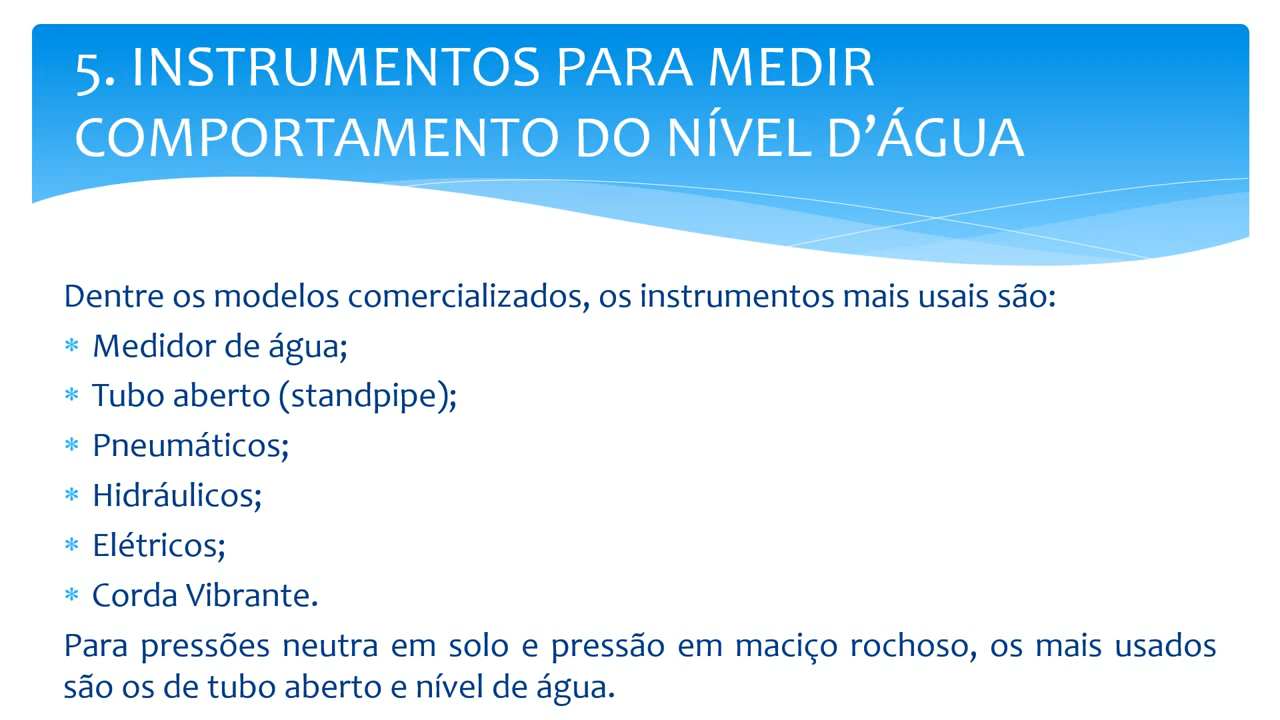 5. INSTRUMENTOS PARA MEDIR
COMPORTAMENTO DO NÍVEL D’ÁGUA
Dentre os modelos comercializados, os instrumentos mais usais são:
* Medidor de água;
* Tubo aberto (standpipe);
* Pneumáticos;
* Hidráulicos;
* Elétricos;
* Corda Vibrante.
Para pressões neutra em solo e pressão em maciço rochoso, os mais usados
são os de tubo aberto e nível de água.